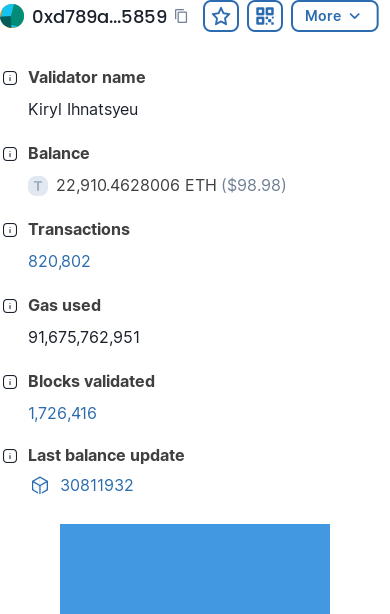 0xd789a...5859
More
Validator name
Kiryl Ihnatsyeu
Balance
T 22,910.4628006 ETH ($98.98)
Transactions
820,802
Gas used
91,675,762,951
Blocks validated
1,726,416
Last balance update
30811932